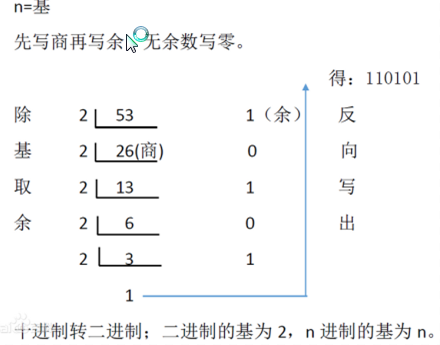 n=基
先写商再写余 无余数写零。
得：110101
除 2 53 1（余） 反
基 2 26(商) 0 向
取 2 13 1 写
余 2 6 0 出
2 3 1
1
十进制转二进制；二进制的基为 2，n 进制的基为 n。